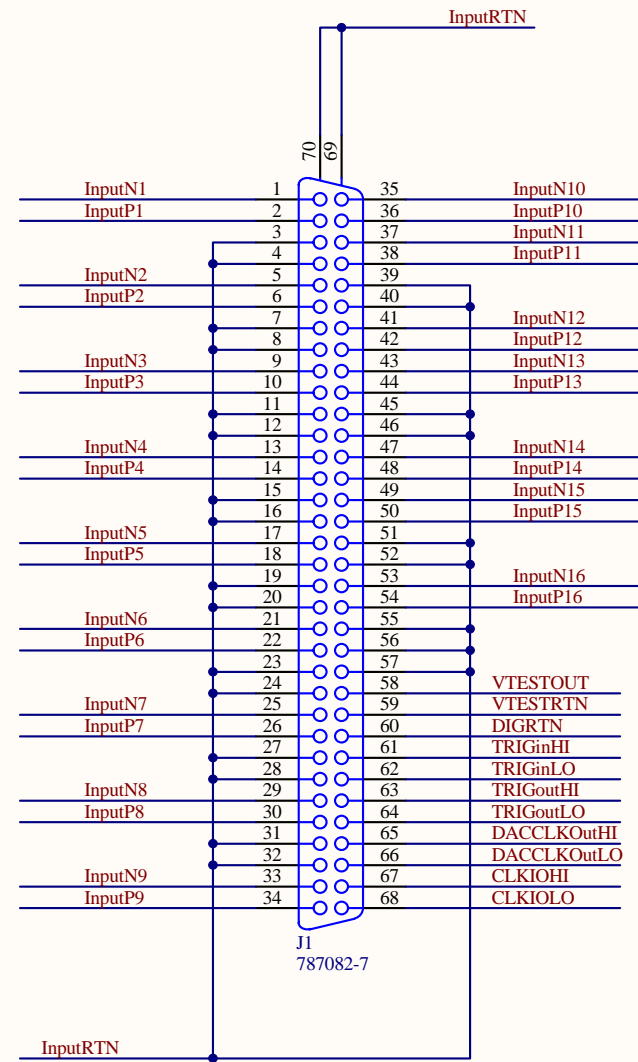 InputRTN
70 69
InputN1 1 35 InputN10
InputP1 2 36 InputP10
3 37 InputN11
4 38 InputP11
InputN2 5 39
InputP2 6 40
7 41 InputN12
8 42 InputP12
InputN3 9 43 InputN13
InputP3 10 44 InputP13
11 45
12 46
InputN4 13 47 InputN14
InputP4 14 48 InputP14
15 49 InputN15
16 50 InputP15
InputN5 17 51
InputP5 18 52
19 53 InputN16
20 54 InputP16
InputN6 21 55
InputP6 22 56
23 57
24 58 VTESTOUT
InputN7 25 59 VTESTRTN
InputP7 26 60 DIGRTN
27 61 TRIGinHI
28 62 TRIGinLO
InputN8 29 63 TRIGoutHI
InputP8 30 64 TRIGoutLO
31 65 DACCLKOutHI
32 66 DACCLKOutLO
InputN9 33 67 CLKIOHI
InputP9 34 68 CLKIOLO
J1
787082-7
InputRTN